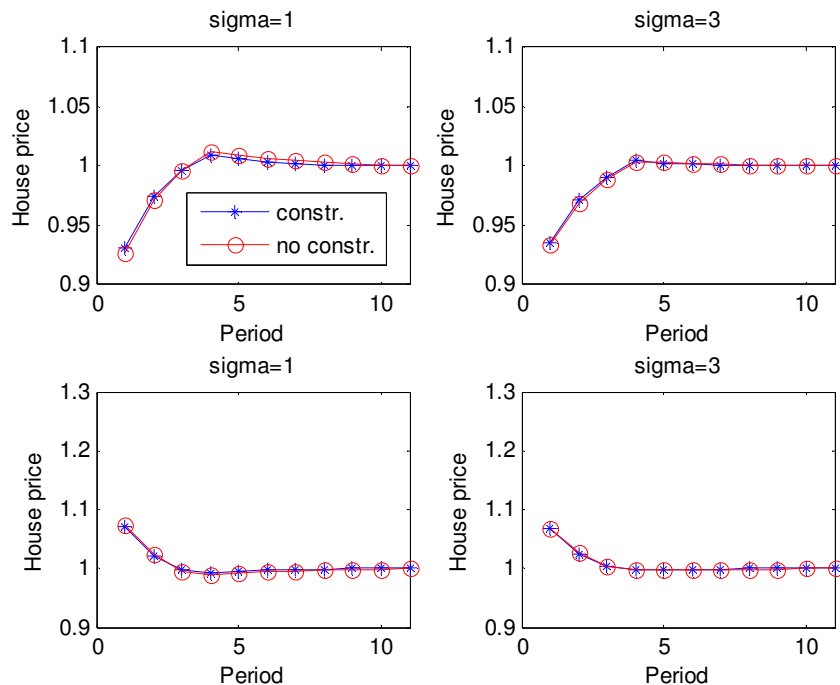 sigma=1
1.1
1.05
1
0.95
0.9
House price
constr.
no constr.
0
5
10
Period
sigma=3
1.1
1.05
1
0.95
0.9
House price
0
5
10
Period
sigma=1
1.3
1.2
1.1
1
0.9
House price
0
5
10
Period
sigma=3
1.3
1.2
1.1
1
0.9
House price
0
5
10
Period